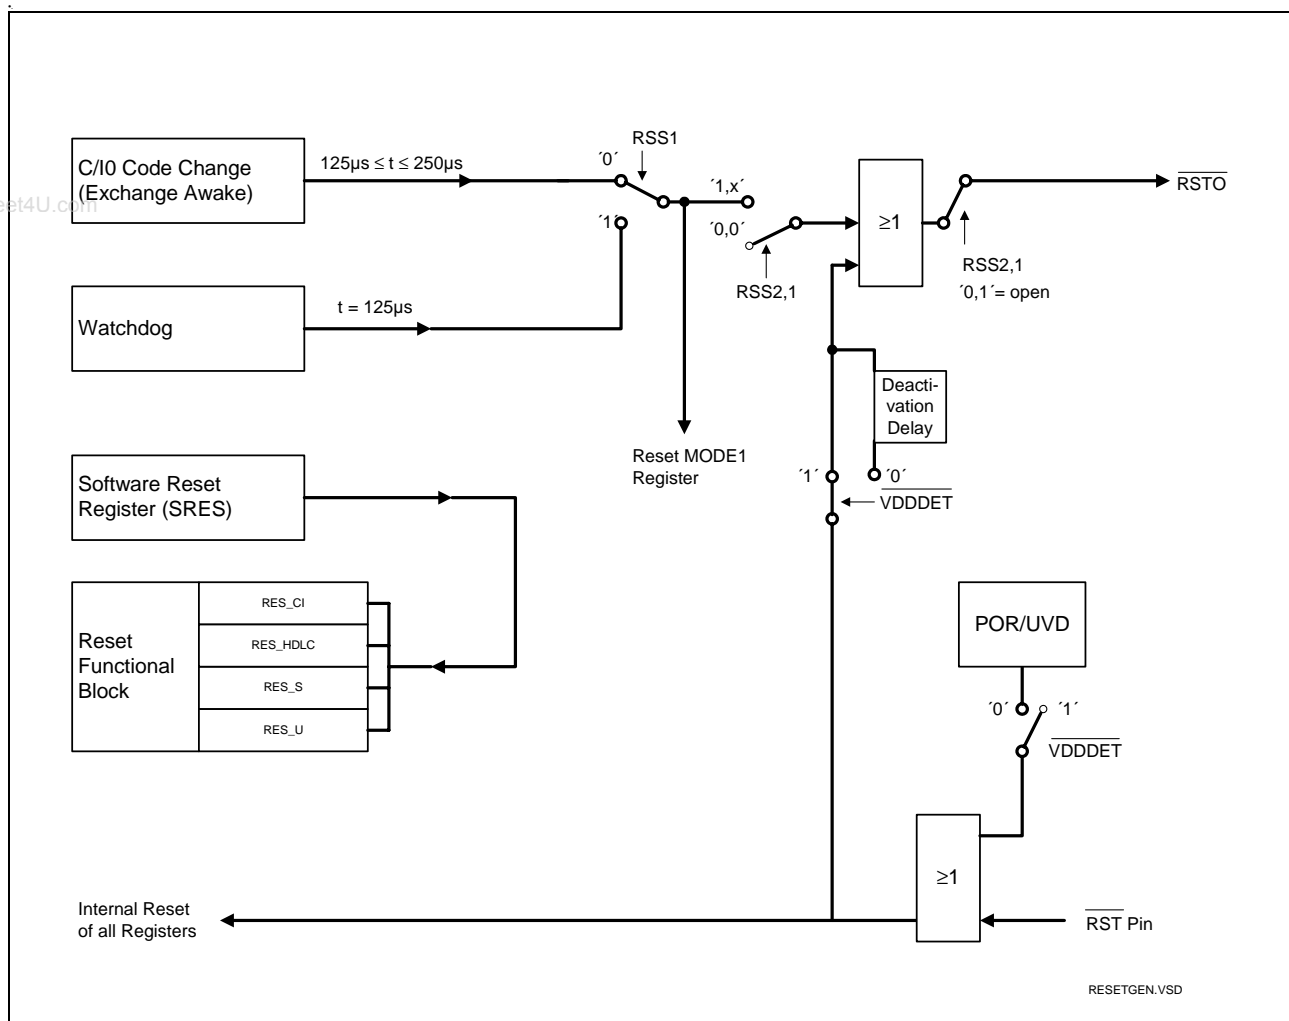 .
RSS1
C/I0 Code Change
(Exchange Awake)
125µs ≤ t ≤ 250µs
´0´
´1,x´
RSTO
eet4U.com
´1´
´0,0´
≥1
RSS2,1
´0,1´= open
RSS2,1
Watchdog
t = 125µs
Deacti-
vation
Delay
Reset MODE1
Register
´1´
´0´
VDDDET
Software Reset
Register (SRES)
Reset
Functional
Block
RES_CI
RES_HDLC
RES_S
RES_U
POR/UVD
´0´
´1´
VDDDET
≥1
Internal Reset
of all Registers
RST Pin
RESETGEN.VSD